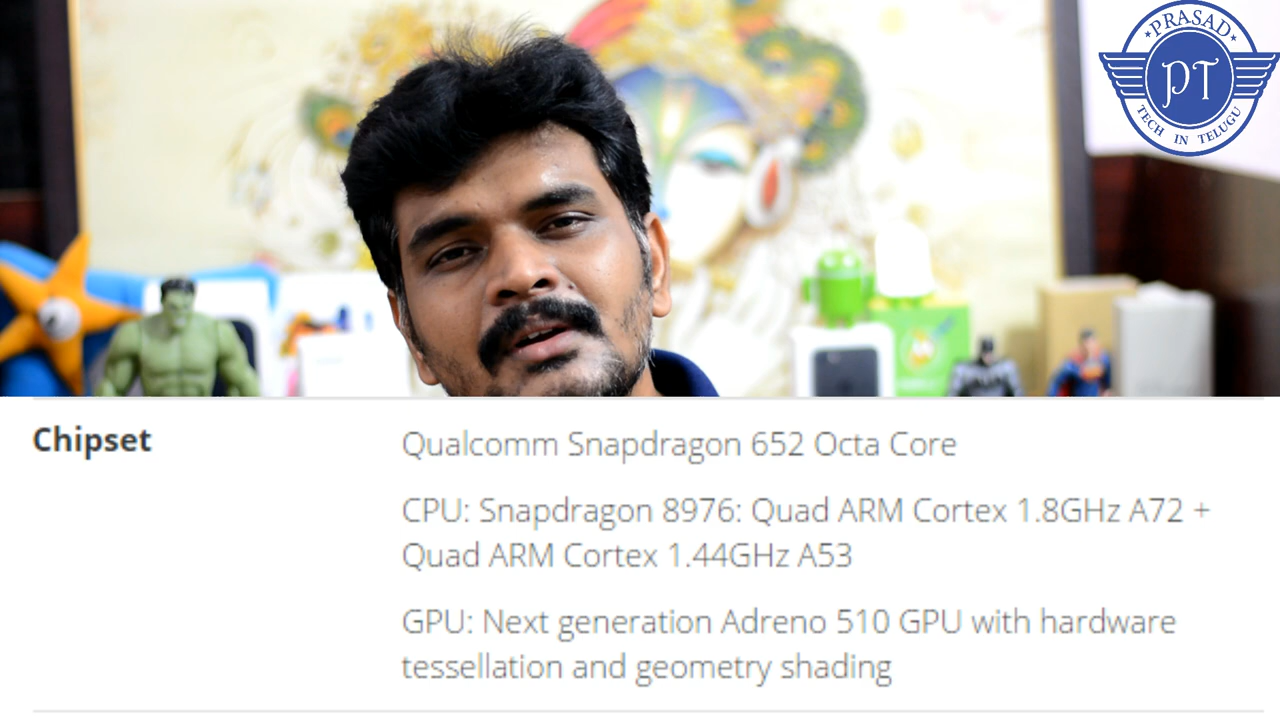 PRASAD
PT
TECH IN TELUGU
Chipset
Qualcomm Snapdragon 652 Octa Core
CPU: Snapdragon 8976: Quad ARM Cortex 1.8GHz A72 +
Quad ARM Cortex 1.44GHz A53
GPU: Next generation Adreno 510 GPU with hardware
tessellation and geometry shading